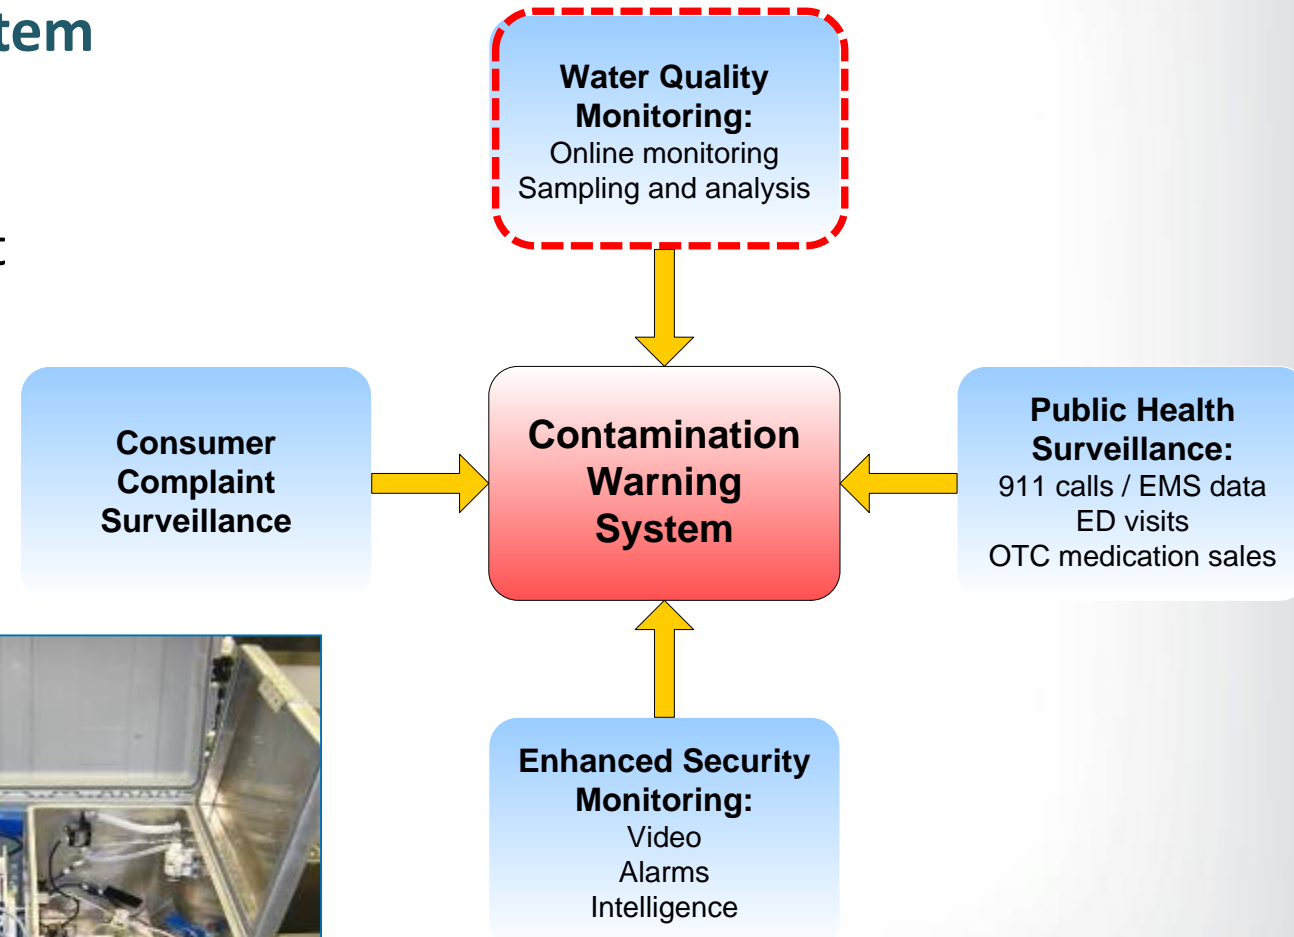 tem
t
Water Quality
Monitoring:
Online monitoring
Sampling and analysis
Consumer
Complaint
Surveillance
Contamination
Warning
System
Public Health
Surveillance:
911 calls / EMS data
ED visits
OTC medication sales
Enhanced Security
Monitoring:
Video
Alarms
Intelligence